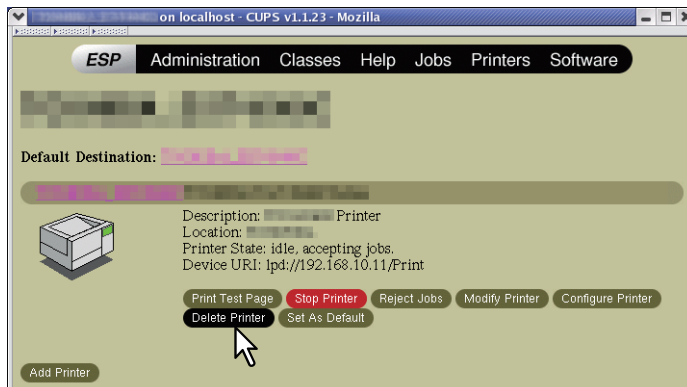 on localhost - CUPS v1.1.23 - Mozilla
ESP Administration Classes Help Jobs Printers Software
Default Destination:
Description: Printer
Location:
Printer State: idle, accepting jobs.
Device URI: lpd://192.168.10.11/Print
Print Test Page Stop Printer Reject Jobs Modify Printer Configure Printer
Delete Printer Set As Default
Add Printer